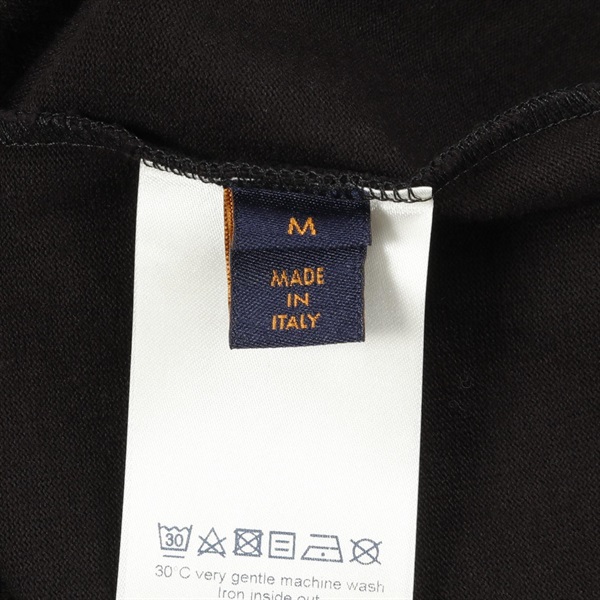 M
MADE
IN
ITALY
30
30°C very gentle machine wash
Iron inside out